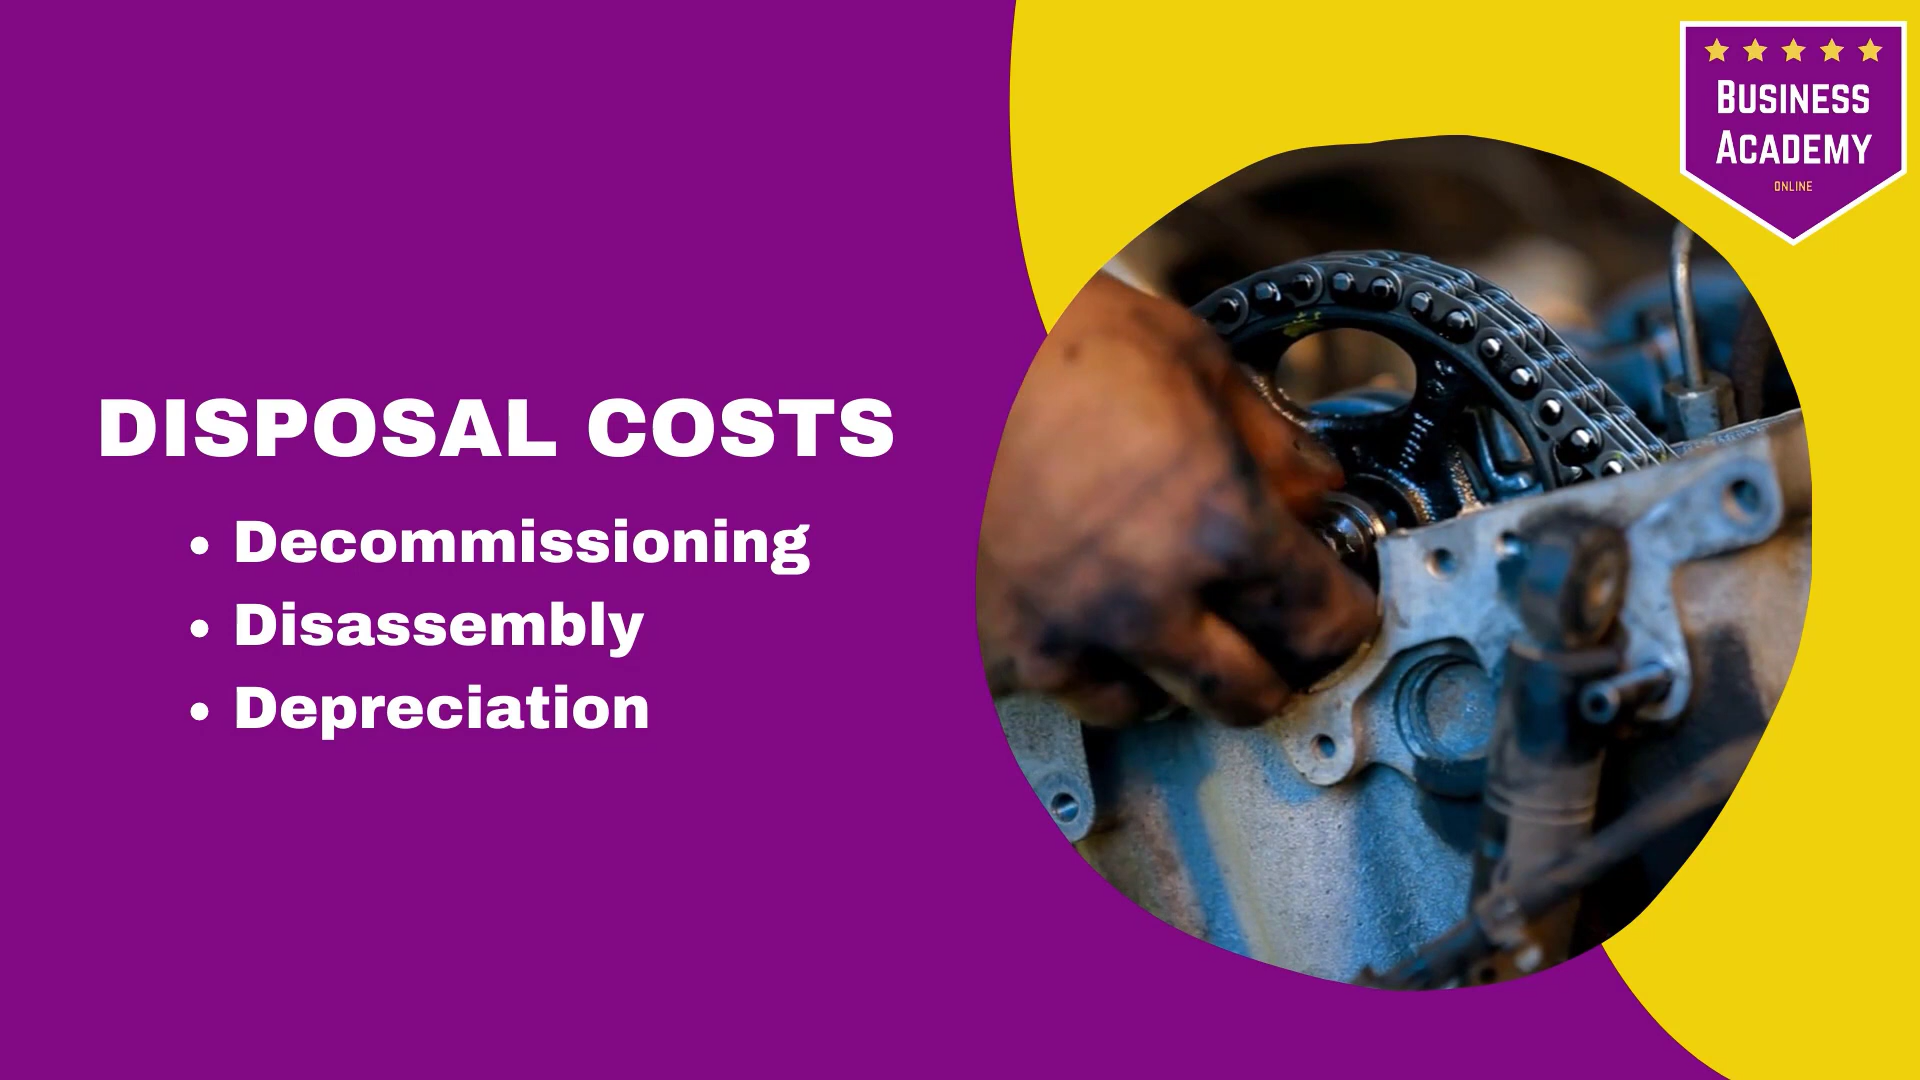 DISPOSAL COSTS
• Decommissioning
• Disassembly
• Depreciation
BUSINESS
ACADEMY
ONLINE